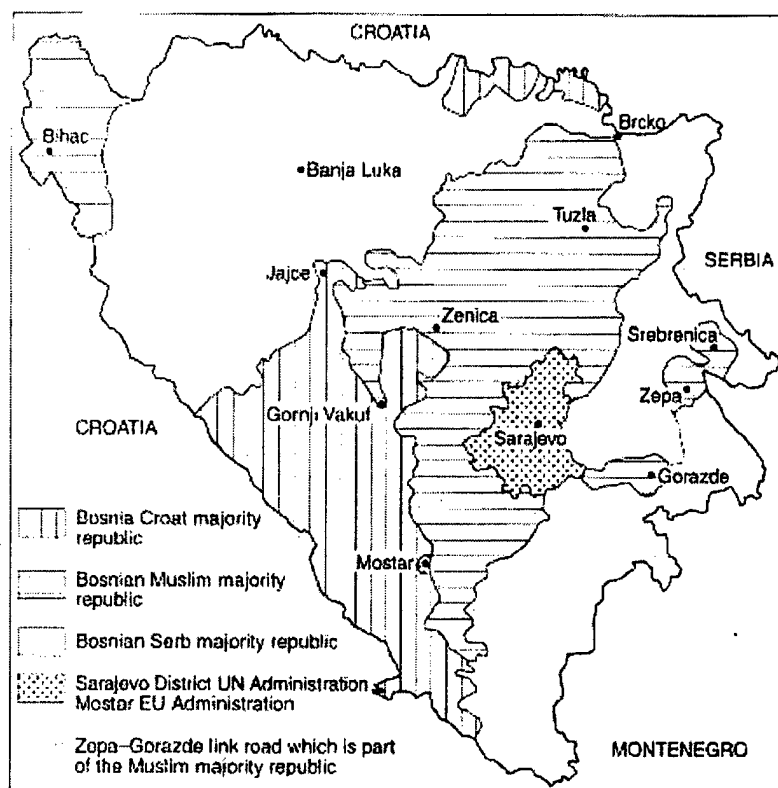 CROATIA
Bihac
Banja Luka
Brcko
Tuzla
SERBIA
Jajce
Zenica
Srebrenica
Zepa
Gornji Vakuf
CROATIA
Sarajevo
Gorazde
Mostar
Bosnia Croat majority
republic
Bosnian Muslim majority
republic
Bosnian Serb majority republic
Sarajevo District UN Administration
Mostar EU Administration
Zepa–Gorazde link road which is part
of the Muslim majority republic
MONTENEGRO